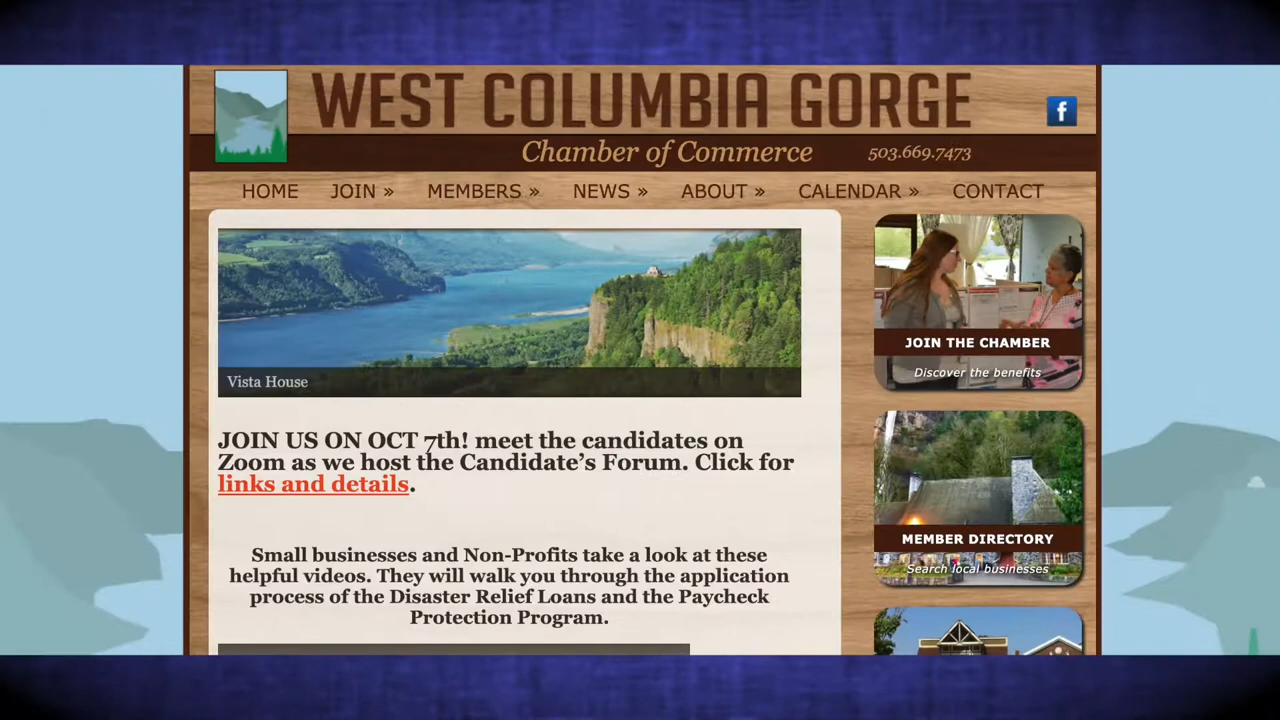 WEST COLUMBIA GORGE
f
Chamber of Commerce
503.669.7473
HOME JOIN » MEMBERS » NEWS » ABOUT » CALENDAR » CONTACT
Vista House
JOIN US ON OCT 7th! meet the candidates on
Zoom as we host the Candidate's Forum. Click for
links and details.
Small businesses and Non-Profits take a look at these
helpful videos. They will walk you through the application
process of the Disaster Relief Loans and the Paycheck
Protection Program.
JOIN THE CHAMBER
Discover the benefits
MEMBER DIRECTORY
Search local businesses